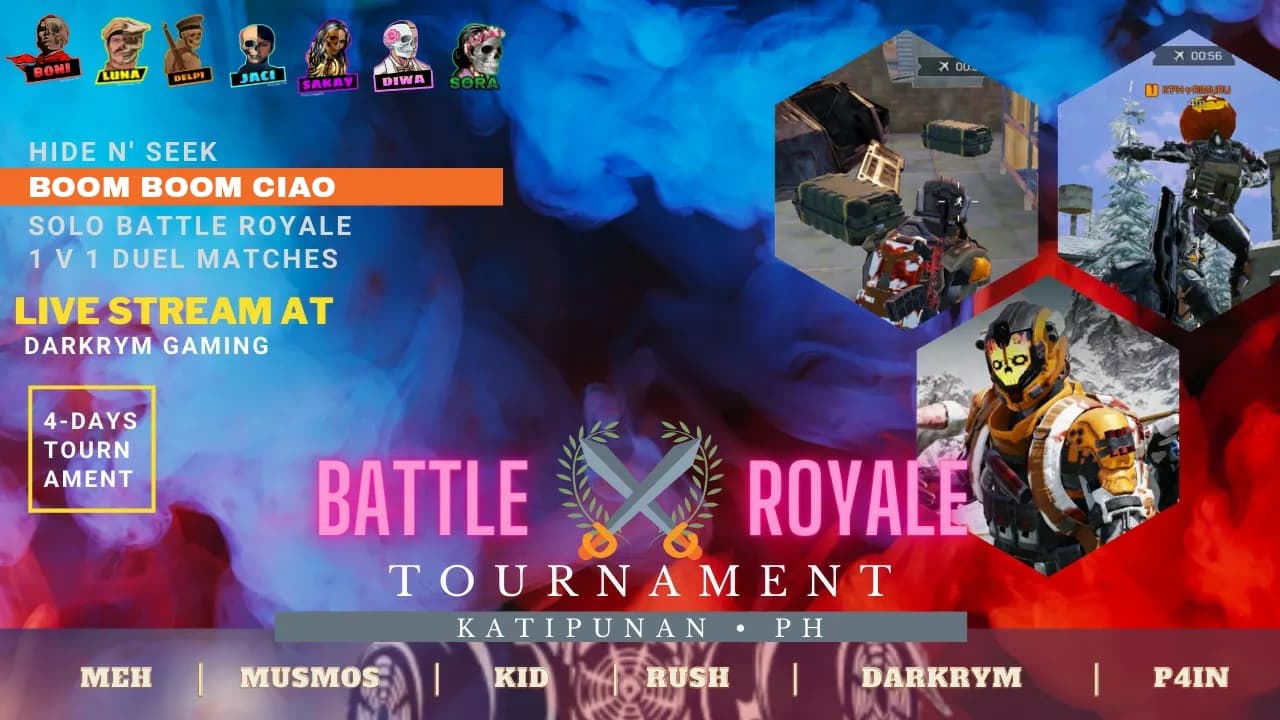 BONI
LUNA
DELPI
JACI
SAKAY
DIWA
SORA
HIDE N' SEEK
BOOM BOOM CIAO
SOLO BATTLE ROYALE
1 V 1 DUEL MATCHES
LIVE STREAM AT
DARKRYM GAMING
4-DAYS
TOURN
AMENT
00:56
BATTLE ROYALE
TOURNAMENT
KATIPUNAN • PH
MEH | MUSMOS | KID | RUSH | DARKRYM | P4IN